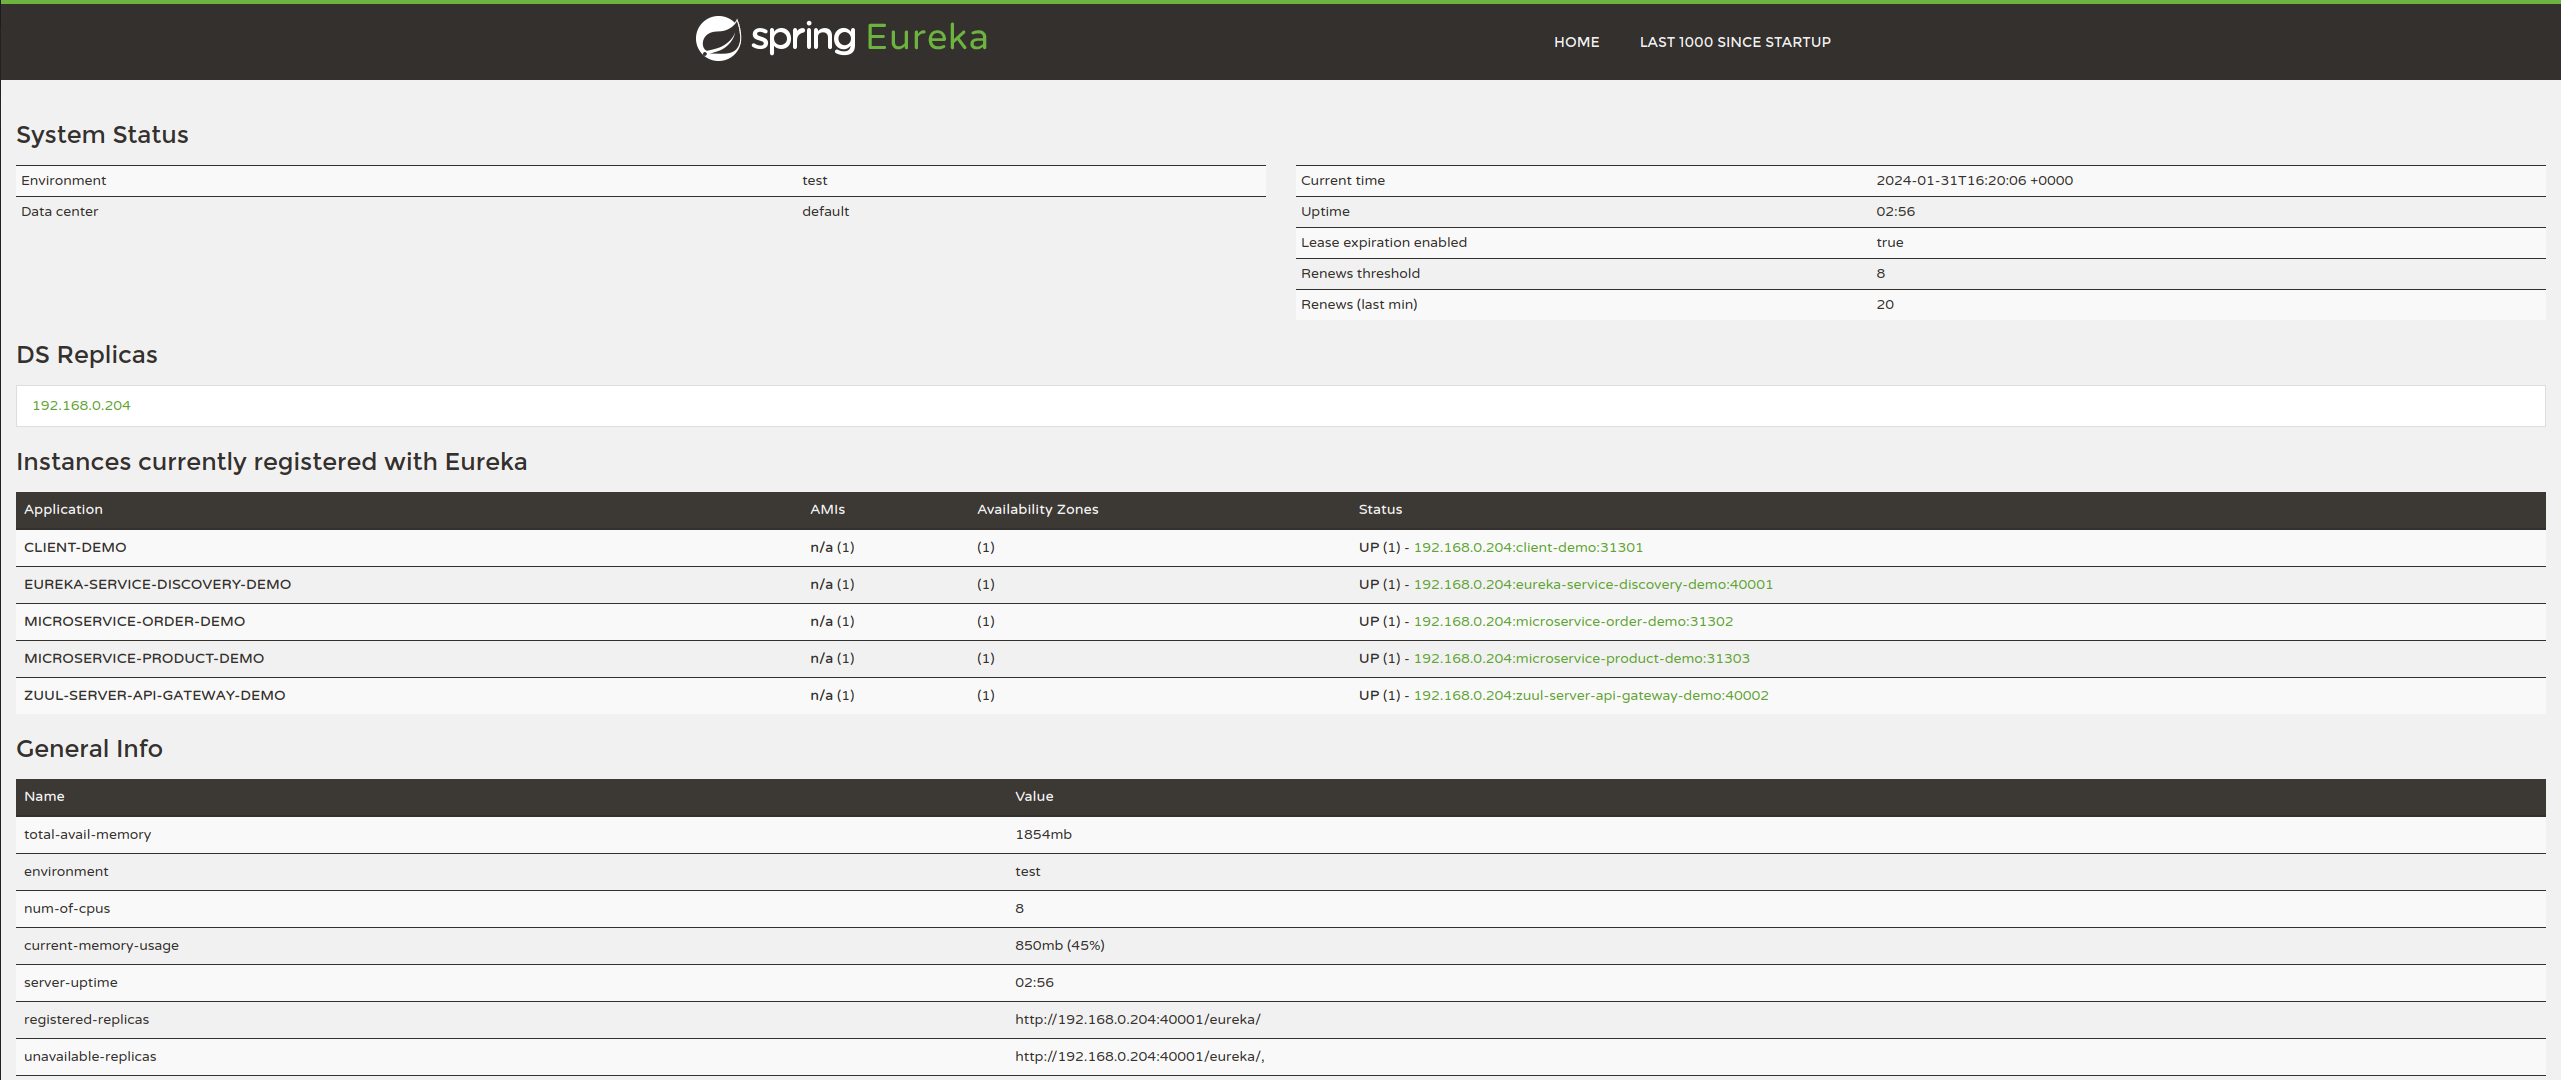 spring Eureka
HOME LAST 1000 SINCE STARTUP
System Status
Environment test
Data center default
Current time 2024-01-31T16:20:06 +0000
Uptime 02:56
Lease expiration enabled true
Renews threshold 8
Renews (last min) 20
DS Replicas
192.168.0.204
Instances currently registered with Eureka
Application AMIs Availability Zones Status
CLIENT-DEMO n/a (1) (1) UP (1) - 192.168.0.204:client-demo:31301
EUREKA-SERVICE-DISCOVERY-DEMO n/a (1) (1) UP (1) - 192.168.0.204:eureka-service-discovery-demo:40001
MICROSERVICE-ORDER-DEMO n/a (1) (1) UP (1) - 192.168.0.204:microservice-order-demo:31302
MICROSERVICE-PRODUCT-DEMO n/a (1) (1) UP (1) - 192.168.0.204:microservice-product-demo:31303
ZUUL-SERVER-API-GATEWAY-DEMO n/a (1) (1) UP (1) - 192.168.0.204:zuul-server-api-gateway-demo:40002
General Info
Name Value
total-avail-memory 1854mb
environment test
num-of-cpus 8
current-memory-usage 850mb (45%)
server-uptime 02:56
registered-replicas http://192.168.0.204:40001/eureka/
unavailable-replicas http://192.168.0.204:40001/eureka/,